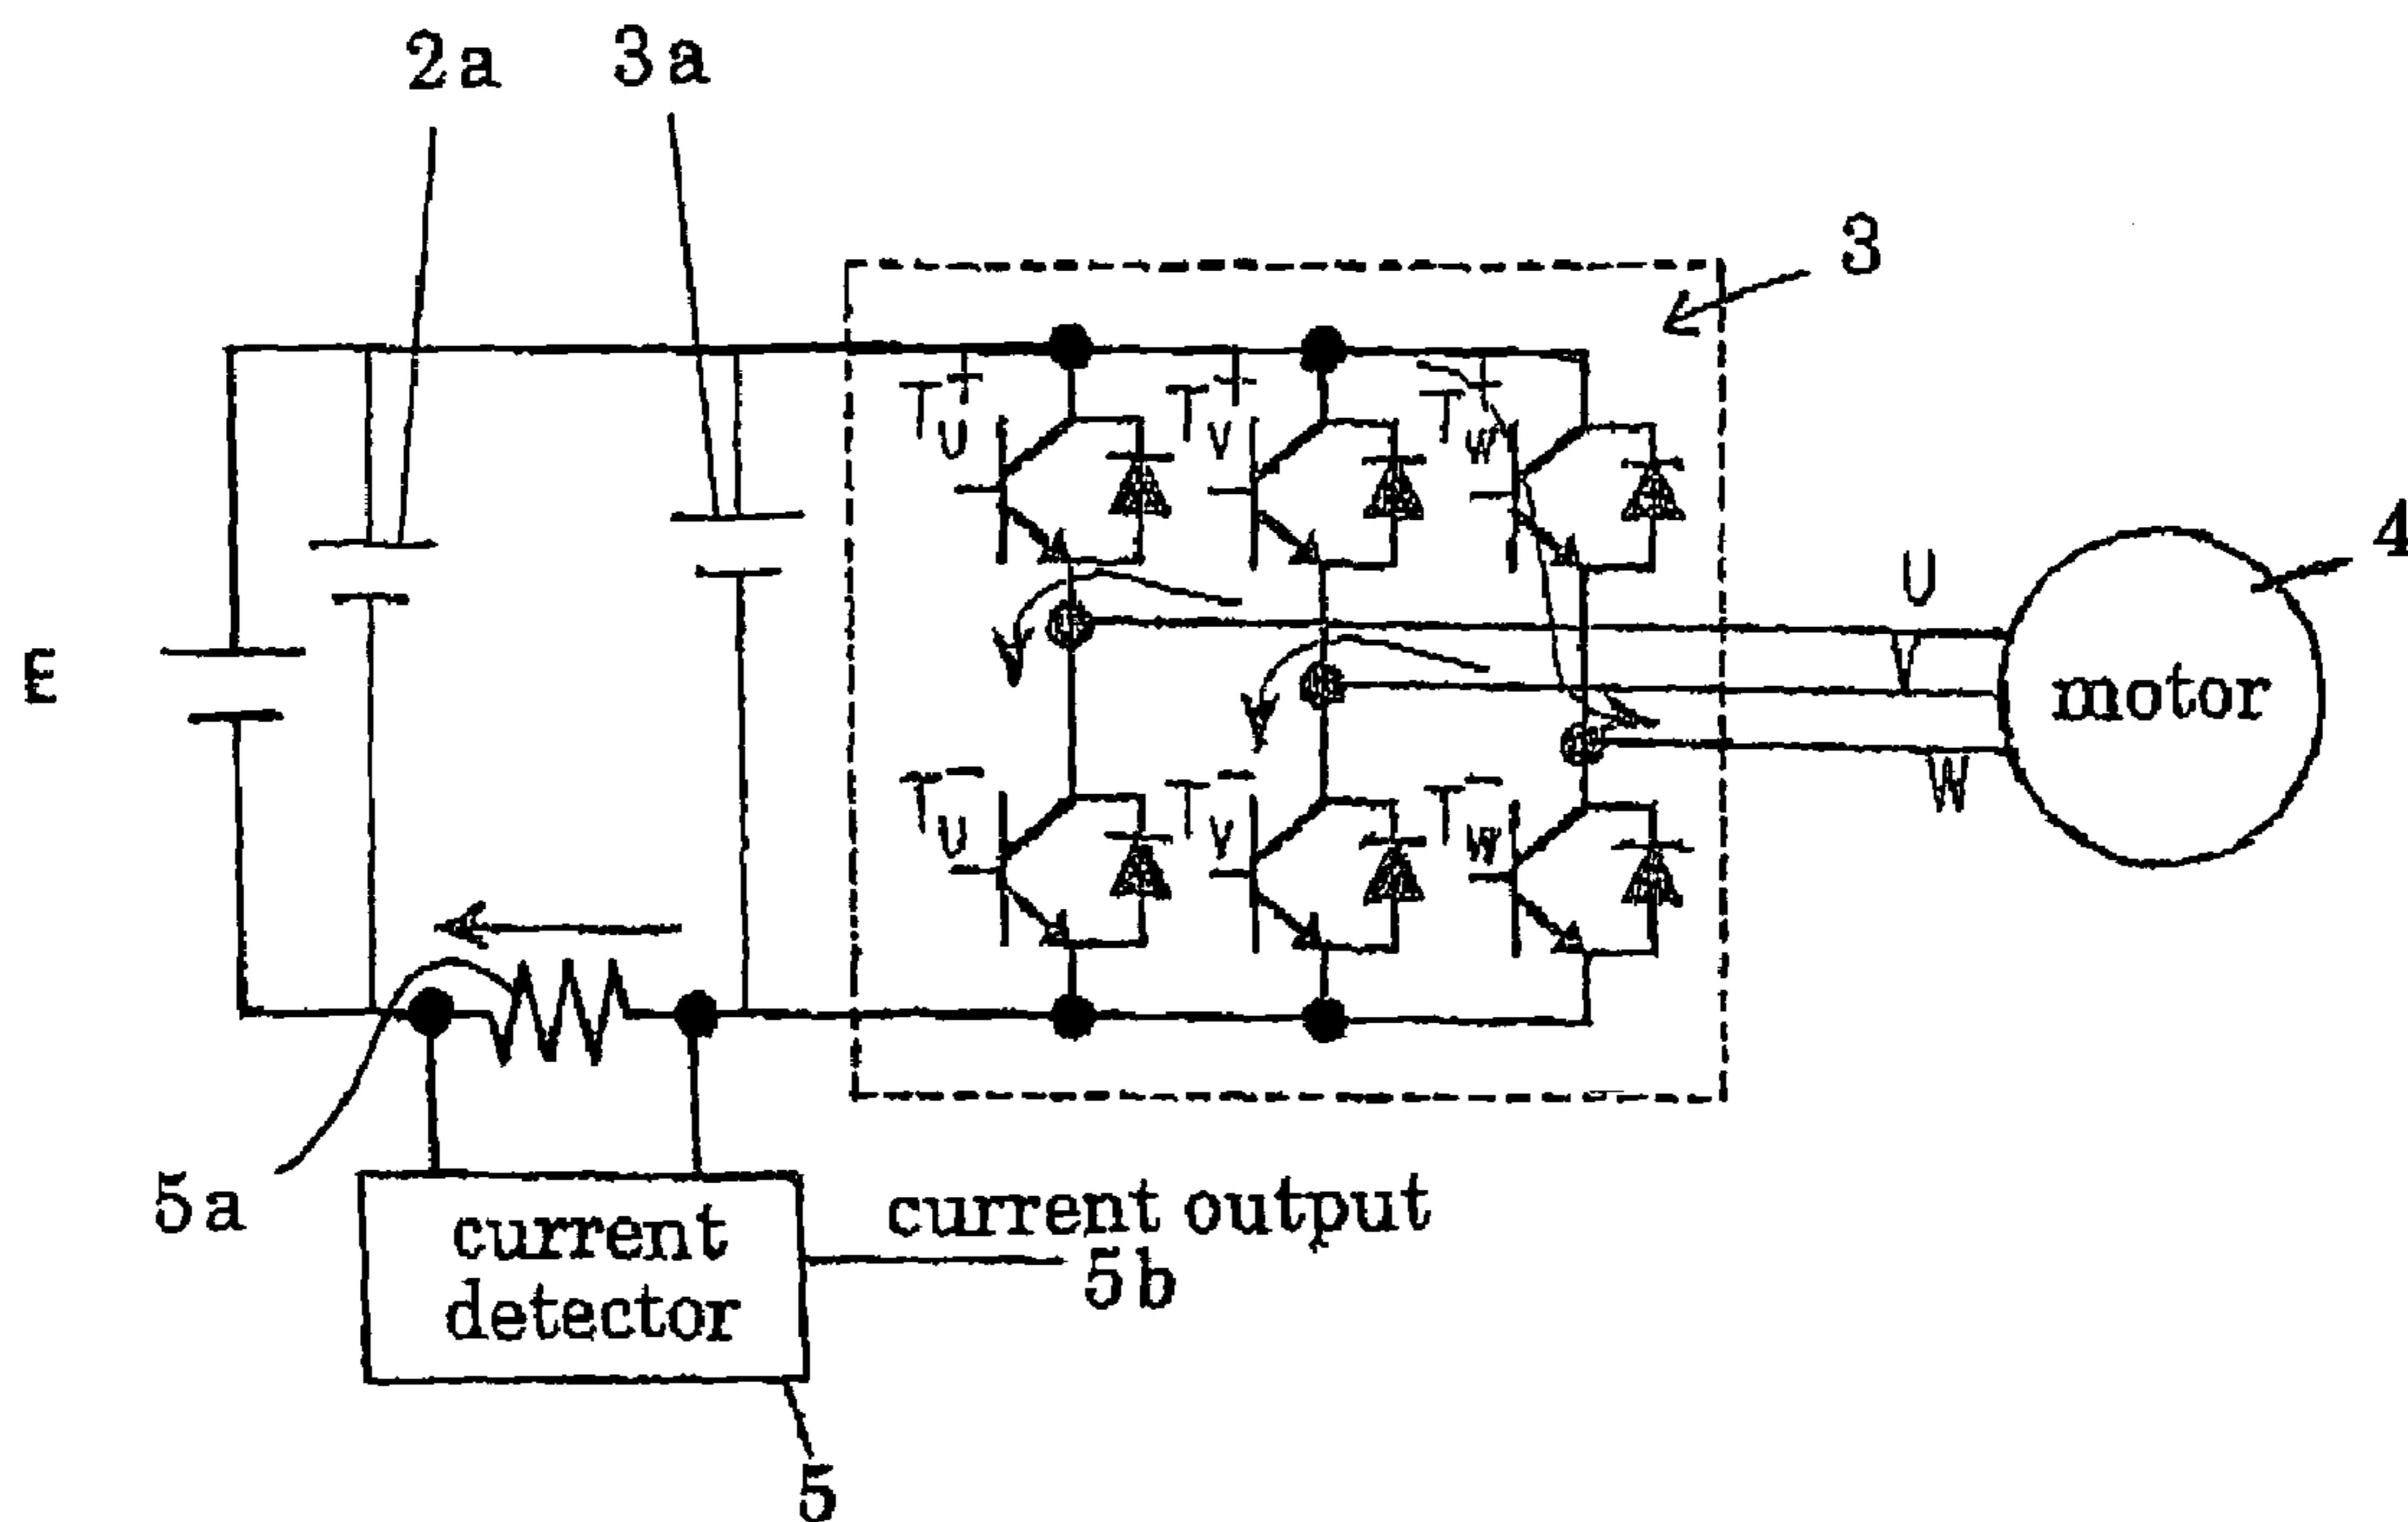 2a
3a
3
T U +
T V +
T W +
4
U
E
motor
V
W
T U -
T V -
T W -
5a
current output
current
detector
5b
5